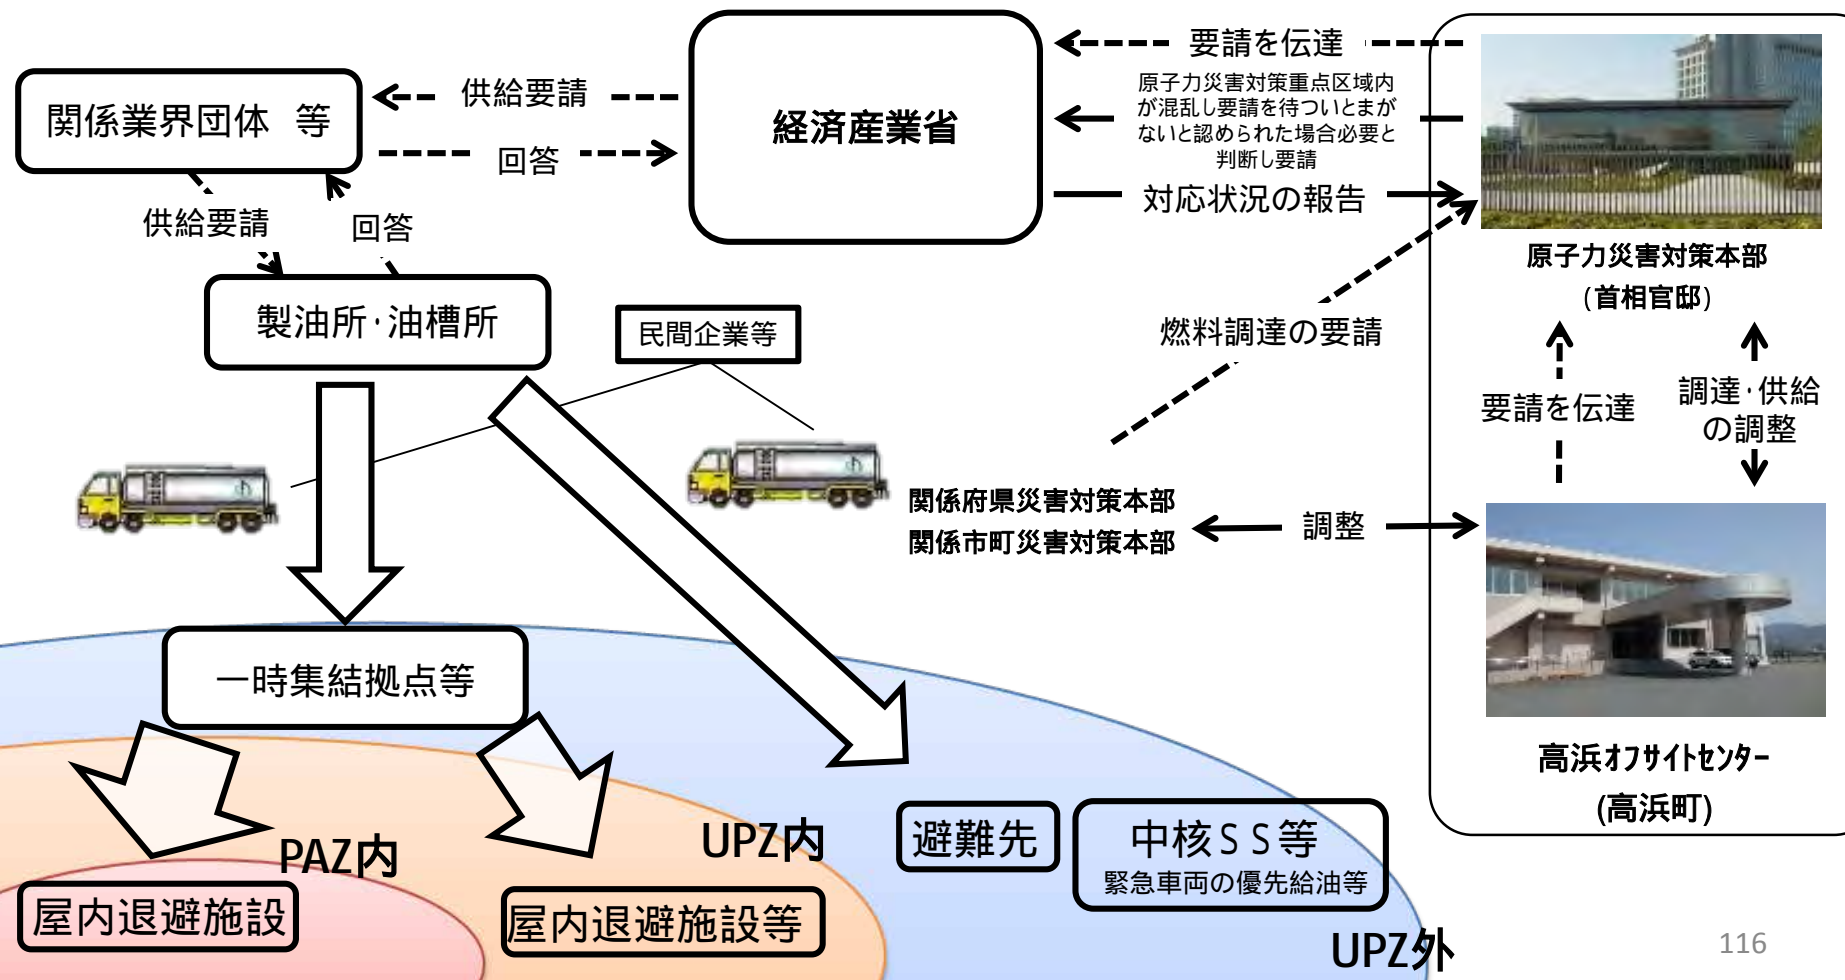 要請を伝達
原子力災害対策重点区域内
が混乱し要請を待ついとまが
ないと認められた場合必要と
判断し要請
対応状況の報告
経済産業省
供給要請
回答
関係業界団体　等
供給要請
回答
製油所･油槽所
民間企業等
燃料調達の要請
原子力災害対策本部
(首相官邸)
要請を伝達
調達･供給
の調整
関係府県災害対策本部
関係市町災害対策本部
調整
高浜ｵﾌｻｲﾄｾﾝﾀｰ
(高浜町)
一時集結拠点等
PAZ内
UPZ内
避難先
中核ＳＳ等
緊急車両の優先給油等
屋内退避施設
屋内退避施設等
UPZ外
116